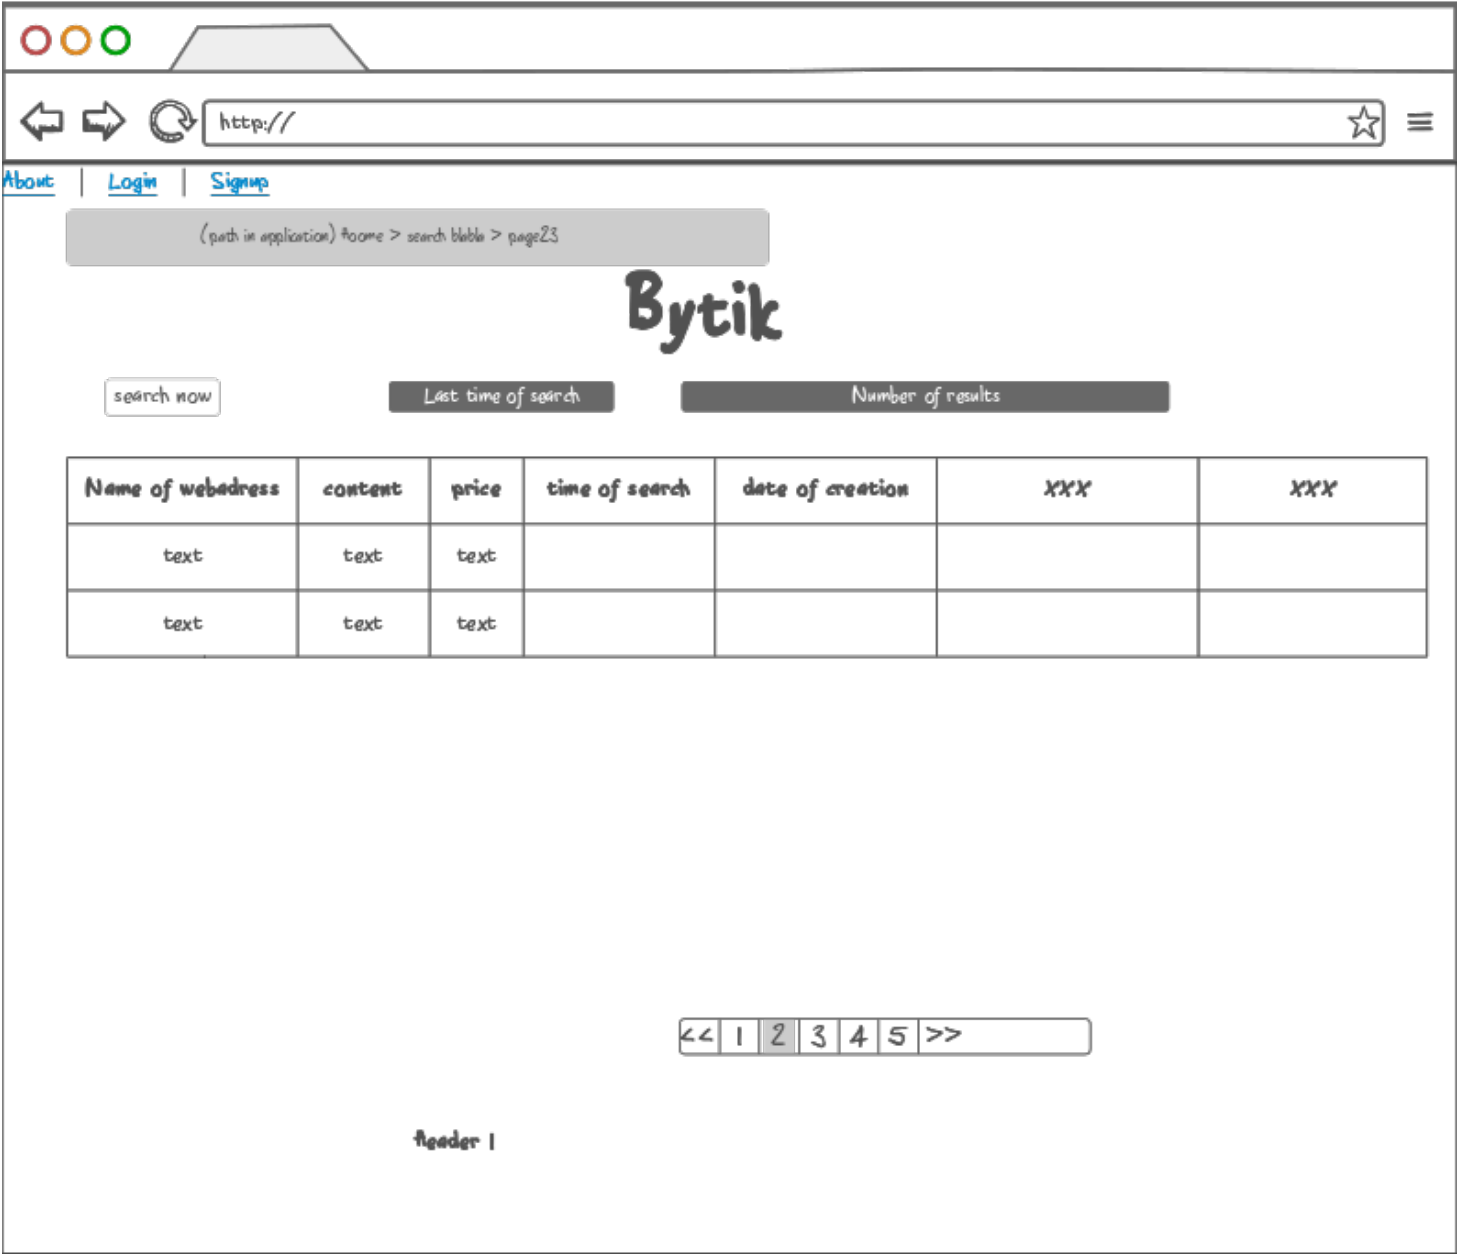 http://
About | Login | Signup
(path in application) Hoome > search blabla > page23
Bytik
search now
Last time of search
Number of results
Name of webadress content price time of search date of creation XXX XXX
text text text
text text text
<< 1 2 3 4 5 >>
Header 1